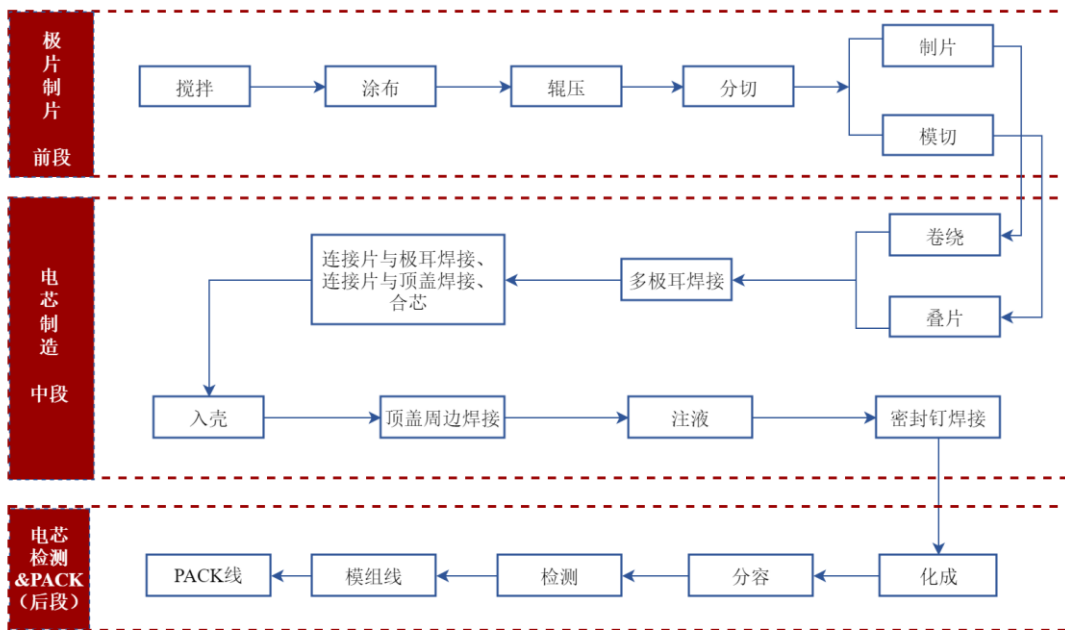 极
片
制
片
前段
搅拌
涂布
辊压
分切
制片
模切
电
芯
制
造
中段
卷绕
叠片
多极耳焊接
连接片与极耳焊接、
连接片与顶盖焊接、
合芯
入壳
顶盖周边焊接
注液
密封钉焊接
电芯
检测
&PACK
（后段）
PACK线
模组线
检测
分容
化成